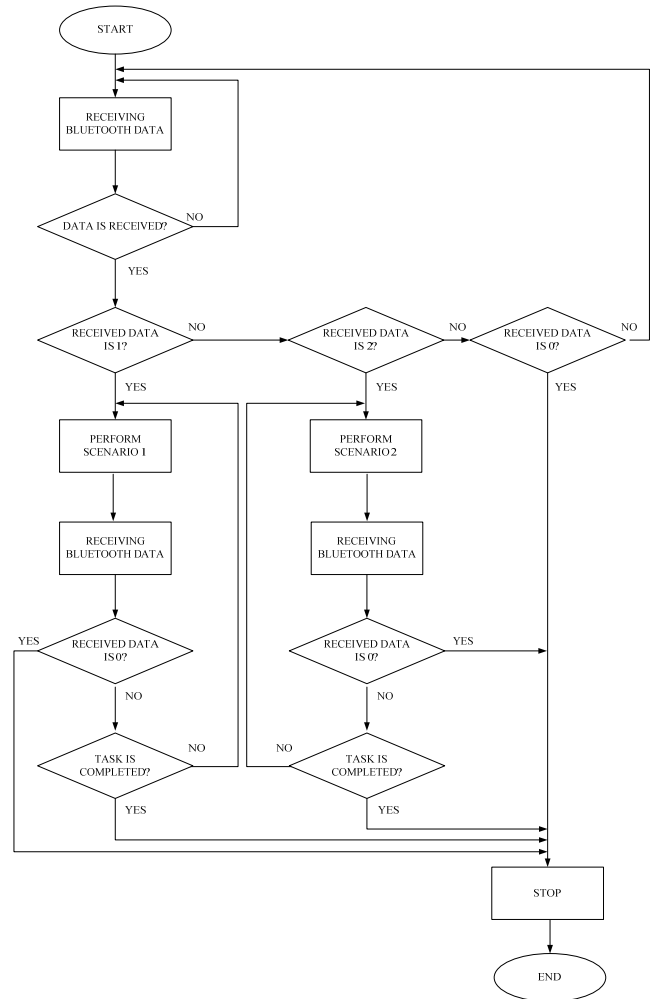 START
RECEIVING
BLUETOOTH DATA
DATA IS RECEIVED?
NO
YES
RECEIVED DATA
IS 1?
NO
RECEIVED DATA
IS 2?
NO
RECEIVED DATA
IS 0?
NO
YES
YES
YES
PERFORM
SCENARIO 1
PERFORM
SCENARIO 2
RECEIVING
BLUETOOTH DATA
RECEIVING
BLUETOOTH DATA
YES
RECEIVED DATA
IS 0?
RECEIVED DATA
IS 0?
YES
NO
NO
TASK IS
COMPLETED?
NO
NO
TASK IS
COMPLETED?
YES
YES
STOP
END